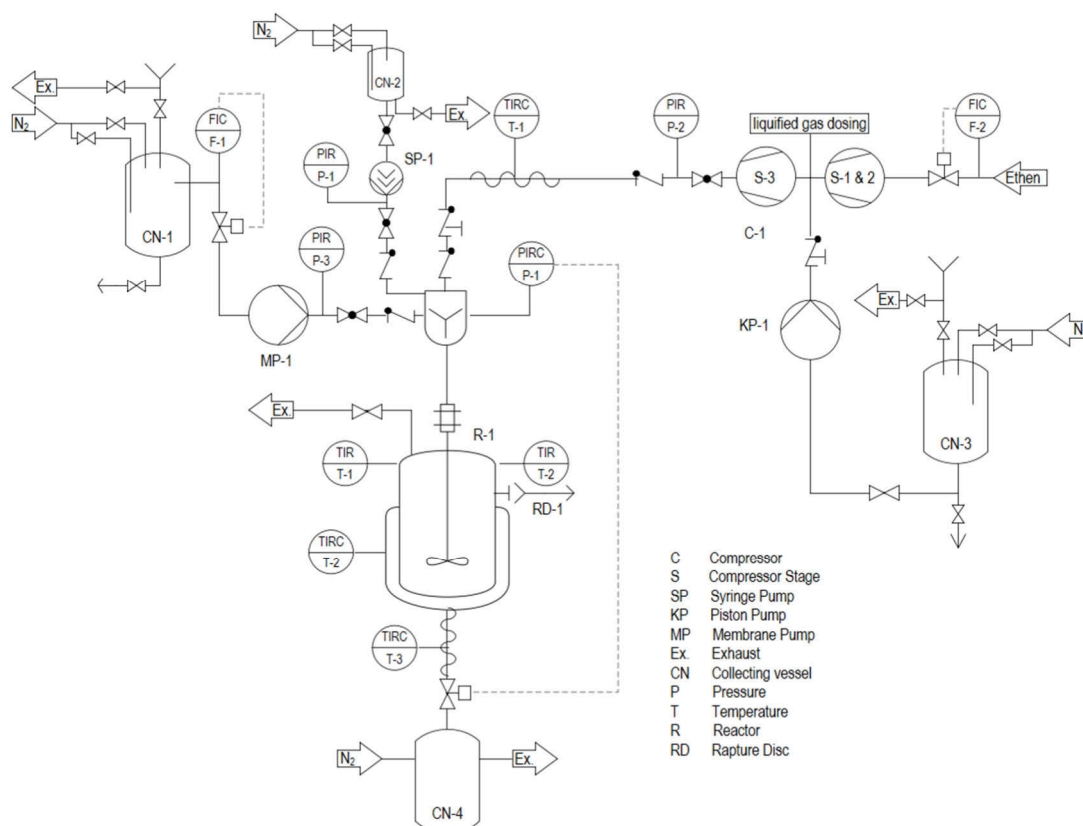 N2
CN-2
Ex.
Ex.
N2
FIC
F-1
CN-1
PIR
P-1
SP-1
TIRC
T-1
PIR
P-2
liquified gas dosing
FIC
F-2
S-3
S-1 & 2
Ethen
C-1
PIR
P-3
PIRC
P-1
MP-1
KP-1
Ex.
N
CN-3
Ex.
R-1
TIR
T-1
TIR
T-2
RD-1
TIRC
T-2
TIRC
T-3
N2
Ex.
CN-4
C Compressor
S Compressor Stage
SP Syringe Pump
KP Piston Pump
MP Membrane Pump
Ex. Exhaust
CN Collecting vessel
P Pressure
T Temperature
R Reactor
RD Rapture Disc